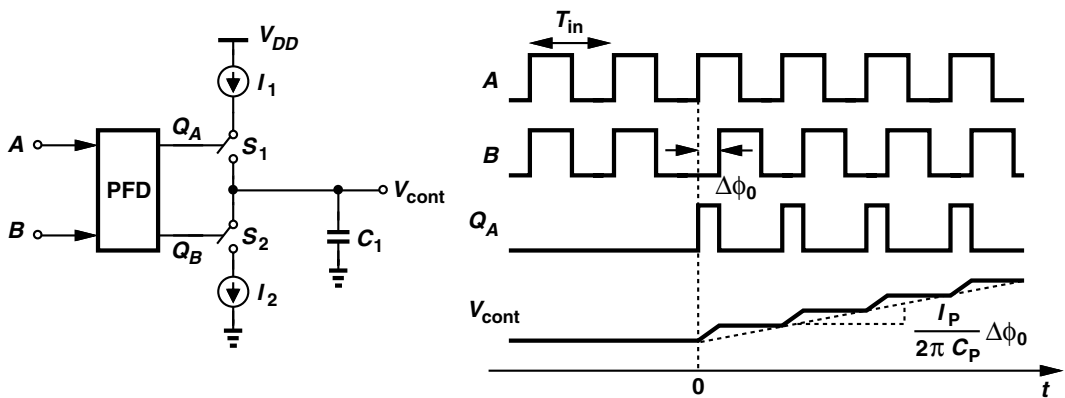 V_DD
I_1
Q_A
S_1
A
PFD
V_cont
B
Q_B
S_2
C_1
I_2
T_in
A
B
Δϕ_0
Q_A
V_cont
I_P / 2π C_P Δϕ_0
0
t